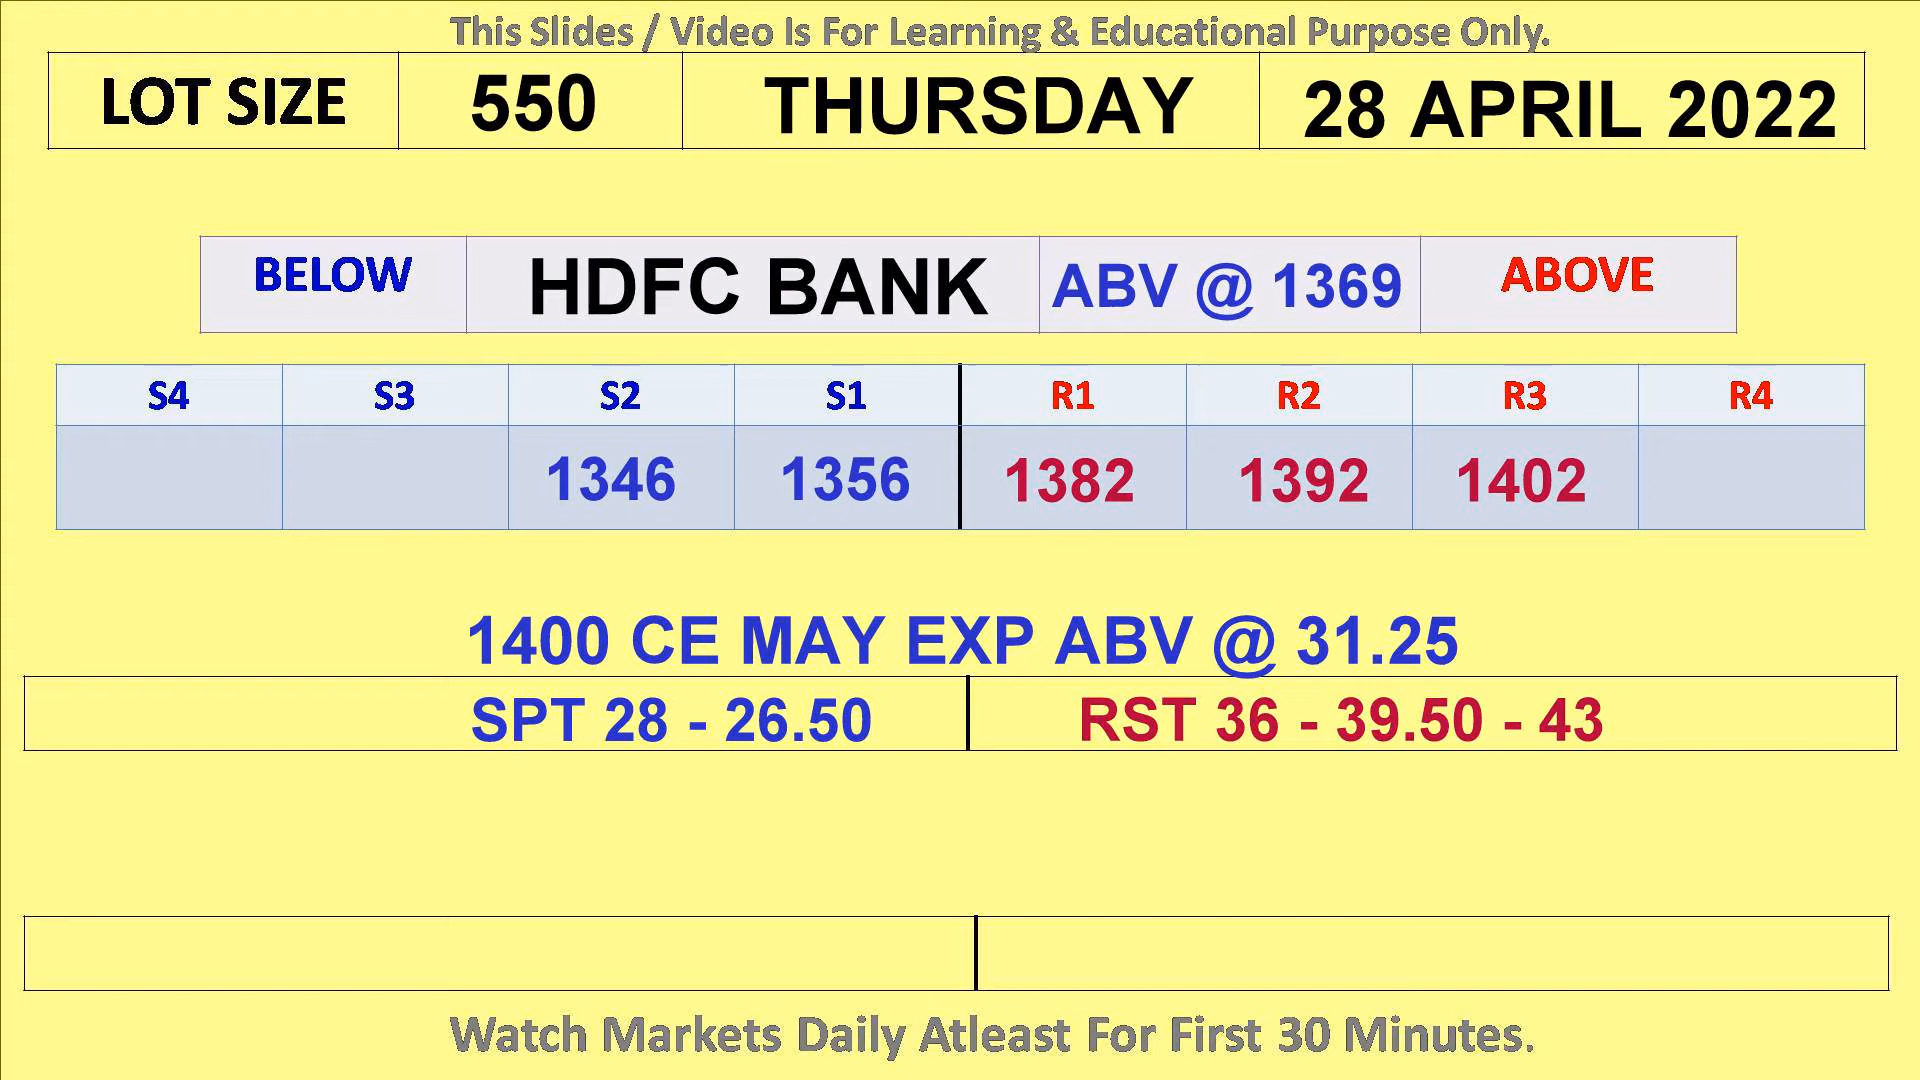 This Slides / Video Is For Learning & Educational Purpose Only.
LOT SIZE 550 THURSDAY 28 APRIL 2022
BELOW HDFC BANK ABV @ 1369 ABOVE
S4 S3 S2 S1 R1 R2 R3 R4
1346 1356 1382 1392 1402
1400 CE MAY EXP ABV @ 31.25
SPT 28 - 26.50 RST 36 - 39.50 - 43
Watch Markets Daily Atleast For First 30 Minutes.